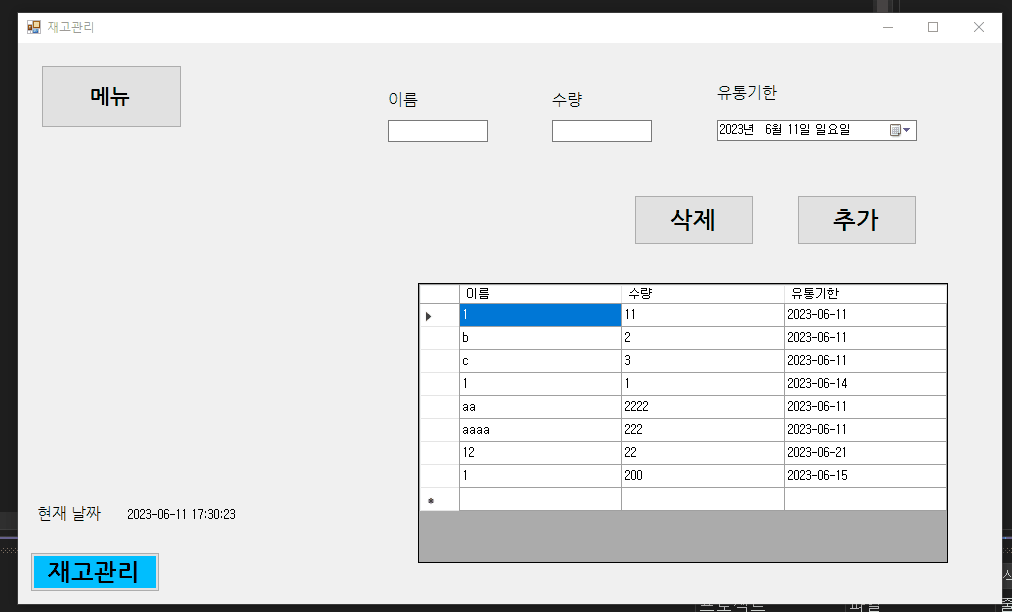 재고관리
메뉴
이름
수량
유통기한
2023년 6월 11일 일요일
삭제
추가
이름 수량 유통기한
1 11 2023-06-11
b 2 2023-06-11
c 3 2023-06-11
1 1 2023-06-14
aa 2222 2023-06-11
aaaa 222 2023-06-11
12 22 2023-06-21
1 200 2023-06-15
현재 날짜 2023-06-11 17:30:23
재고관리